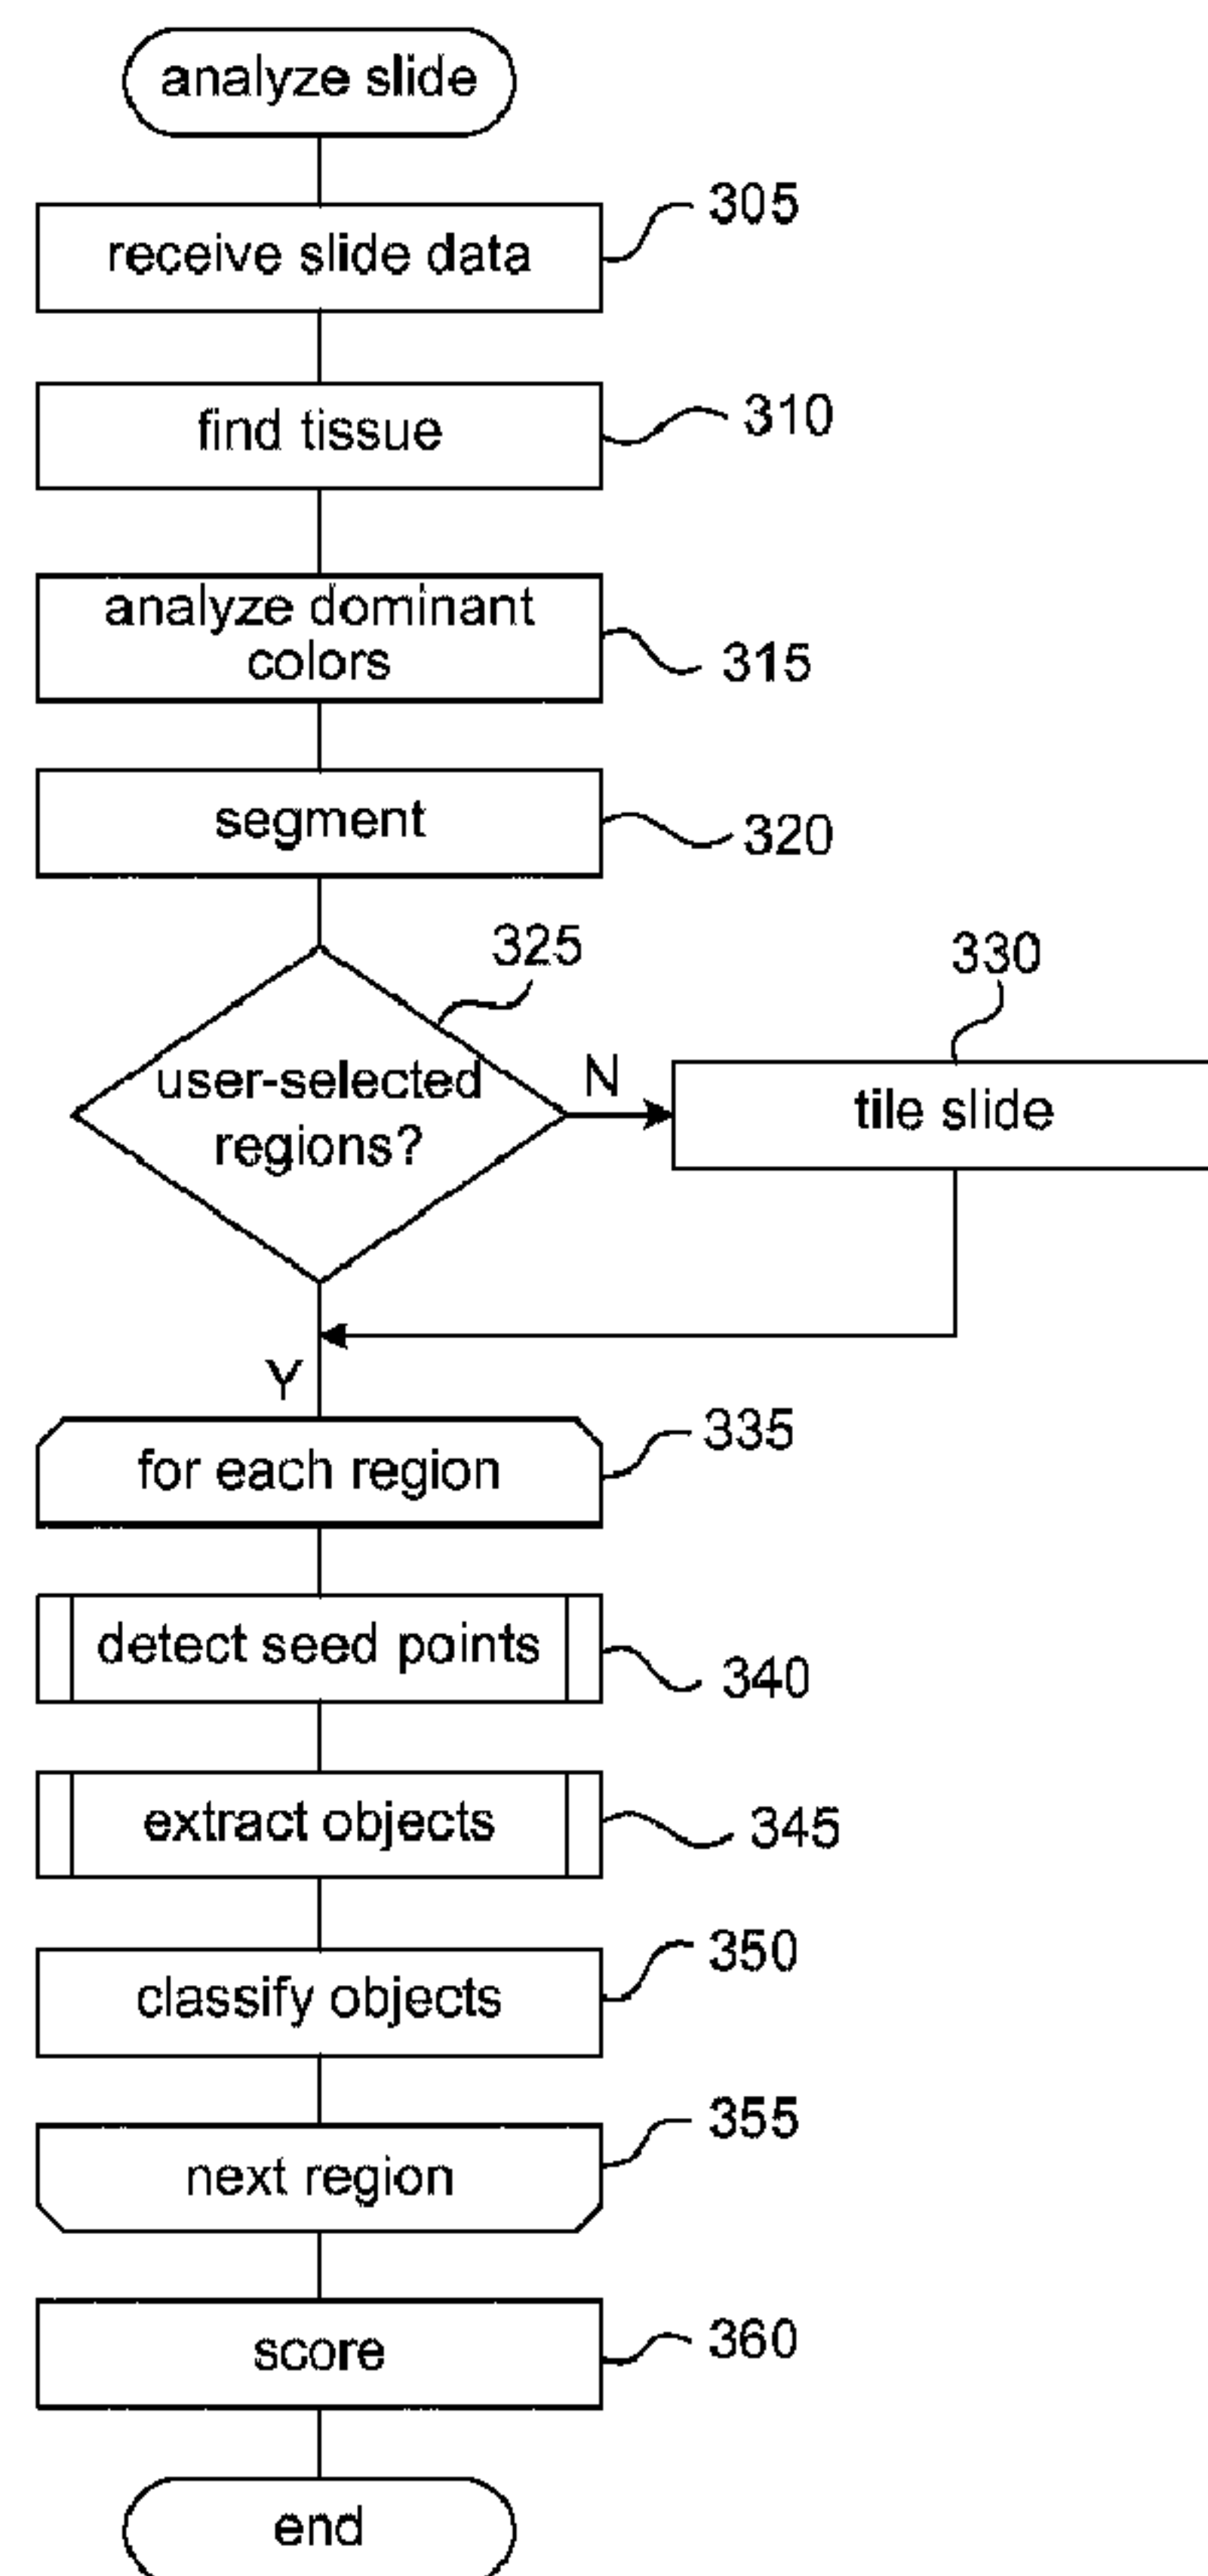 analyze slide
receive slide data
305
find tissue
310
analyze dominant
colors
315
segment
320
325
user-selected
regions?
N
330
tile slide
Y
for each region
335
detect seed points
340
extract objects
345
classify objects
350
next region
355
score
360
end